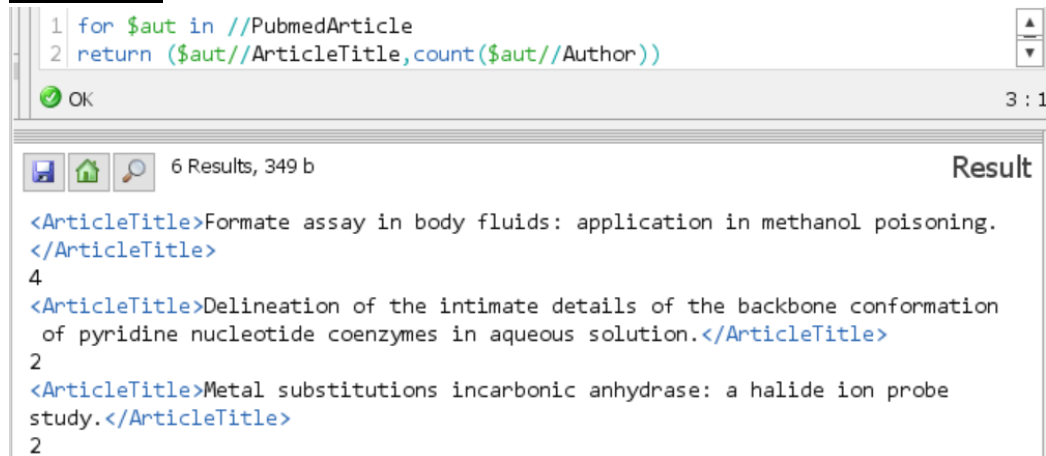 1 for $aut in //PubmedArticle
2 return ($aut//ArticleTitle,count($aut//Author))
OK 3 : 1
6 Results, 349 b Result
<ArticleTitle>Formate assay in body fluids: application in methanol poisoning.
</ArticleTitle>
4
<ArticleTitle>Delineation of the intimate details of the backbone conformation
of pyridine nucleotide coenzymes in aqueous solution.</ArticleTitle>
2
<ArticleTitle>Metal substitutions incarbonic anhydrase: a halide ion probe
study.</ArticleTitle>
2